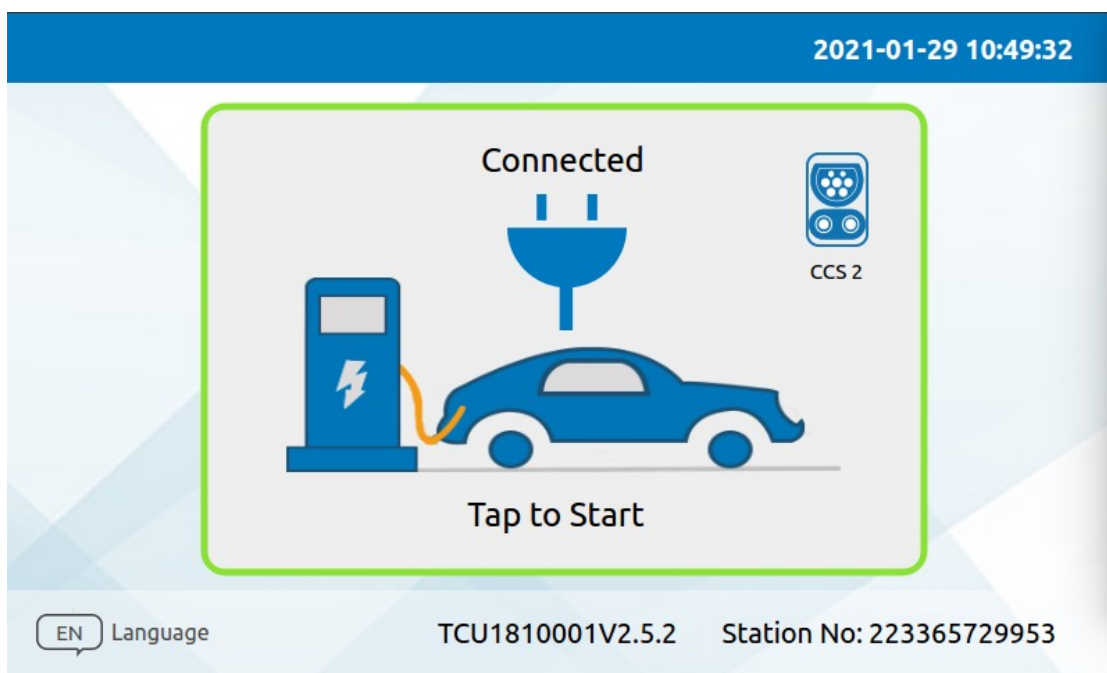 2021-01-29 10:49:32
Connected
CCS 2
Tap to Start
EN Language
TCU1810001V2.5.2
Station No: 223365729953